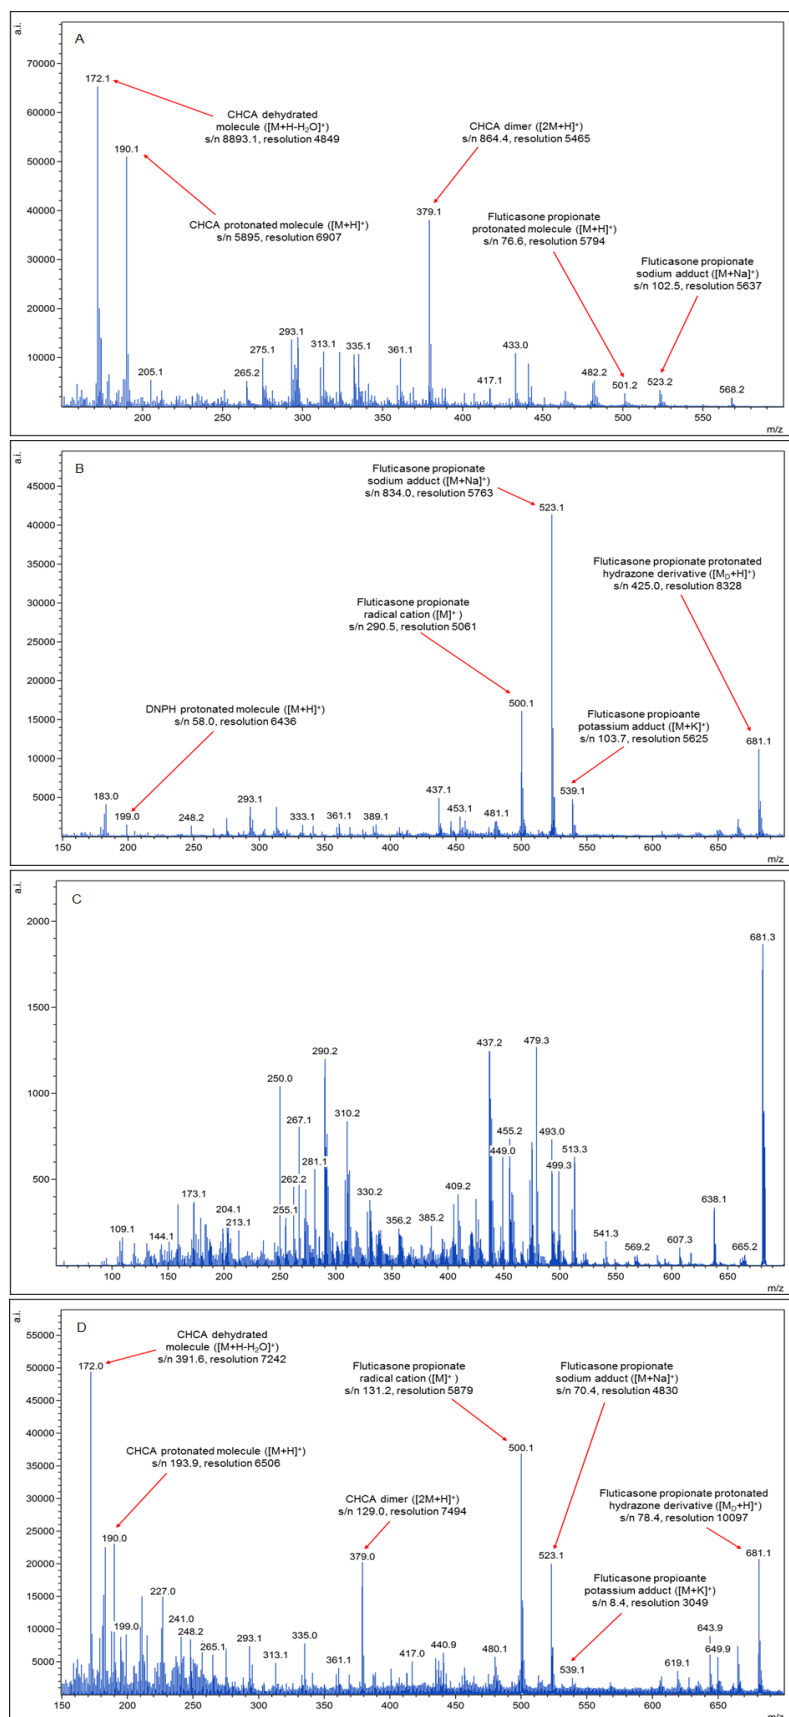 a.i.
A
70000
60000
50000
40000
30000
20000
10000
172.1
CHCA dehydrated
molecule ([M+H-H₂O]⁺)
s/n 8893.1, resolution 4849
190.1
CHCA protonated molecule ([M+H]⁺)
s/n 5895, resolution 6907
CHCA dimer ([2M+H]⁺)
s/n 864.4, resolution 5465
379.1
Fluticasone propionate
protonated molecule ([M+H]⁺)
s/n 76.6, resolution 5794
Fluticasone propionate
sodium adduct ([M+Na]⁺)
s/n 102.5, resolution 5637
205.1 265.2 275.1 293.1 313.1 335.1 361.1 417.1 433.0 482.2 501.2 523.2 568.2
200 250 300 350 400 450 500 550
m/z
a.i.
B
45000
40000
35000
30000
25000
20000
15000
10000
5000
Fluticasone propionate
sodium adduct ([M+Na]⁺)
s/n 834.0, resolution 5763
523.1
Fluticasone propionate protonated
hydrazone derivative ([M_D+H]⁺)
s/n 425.0, resolution 8328
Fluticasone propionate
radical cation ([M]⁺ )
s/n 290.5, resolution 5061
500.1
DNPH protonated molecule ([M+H]⁺)
s/n 58.0, resolution 6436
Fluticasone propioante
potassium adduct ([M+K]⁺)
s/n 103.7, resolution 5625
183.0 199.0 248.2 293.1 333.1 361.1 389.1 437.1 453.1 481.1 539.1 681.1
150 200 250 300 350 400 450 500 550 600 650
m/z
a.i.
C
2000
1500
1000
500
109.1 144.1 173.1 204.1 213.1 250.0 255.1 262.2 267.1 281.1 290.2 310.2 330.2 356.2 385.2 409.2 437.2 449.0 455.2 479.3 493.0 499.3 513.3 541.3 569.2 607.3 638.1 665.2 681.3
100 150 200 250 300 350 400 450 500 550 600 650
m/z
a.i.
D
55000
50000
45000
40000
35000
30000
25000
20000
15000
10000
5000
CHCA dehydrated
molecule ([M+H-H₂O]⁺)
s/n 391.6, resolution 7242
172.0
CHCA protonated molecule ([M+H]⁺)
s/n 193.9, resolution 6506
190.0
Fluticasone propionate
radical cation ([M]⁺ )
s/n 131.2, resolution 5879
500.1
Fluticasone propionate
sodium adduct ([M+Na]⁺)
s/n 70.4, resolution 4830
523.1
CHCA dimer ([2M+H]⁺)
s/n 129.0, resolution 7494
379.0
Fluticasone propionate protonated
hydrazone derivative ([M_D+H]⁺)
s/n 78.4, resolution 10097
681.1
Fluticasone propioante
potassium adduct ([M+K]⁺)
s/n 8.4, resolution 3049
199.0 227.0 241.0 248.2 265.1 293.1 313.1 335.0 361.1 417.0 440.9 480.1 539.1 619.1 643.9 649.9
150 200 250 300 350 400 450 500 550 600 650
m/z